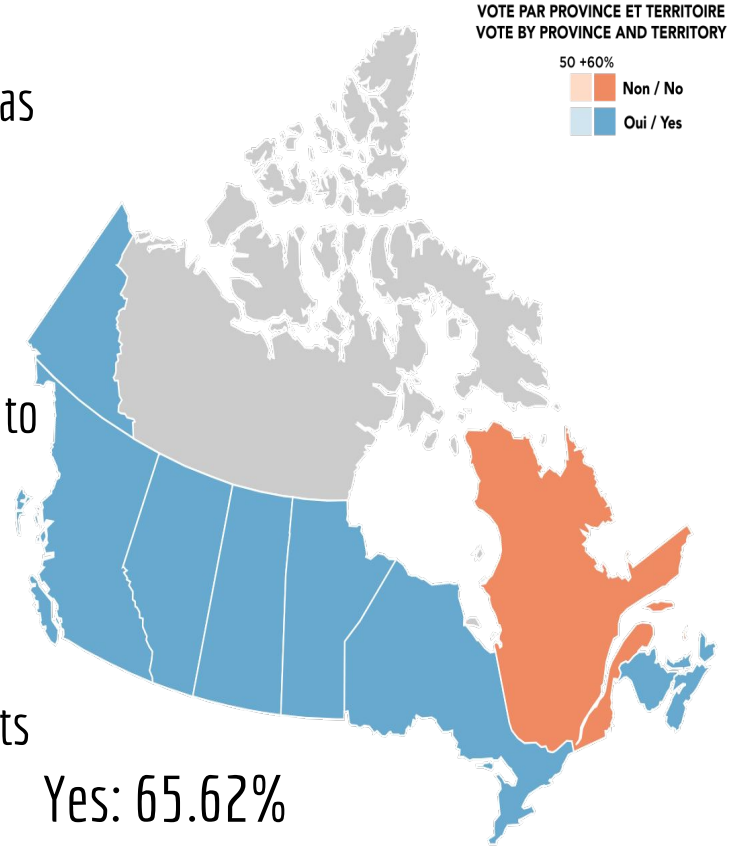 VOTE PAR PROVINCE ET TERRITOIRE
VOTE BY PROVINCE AND TERRITORY
50 +60%
Non / No
Oui / Yes
as
to
ts
Yes: 65.62%